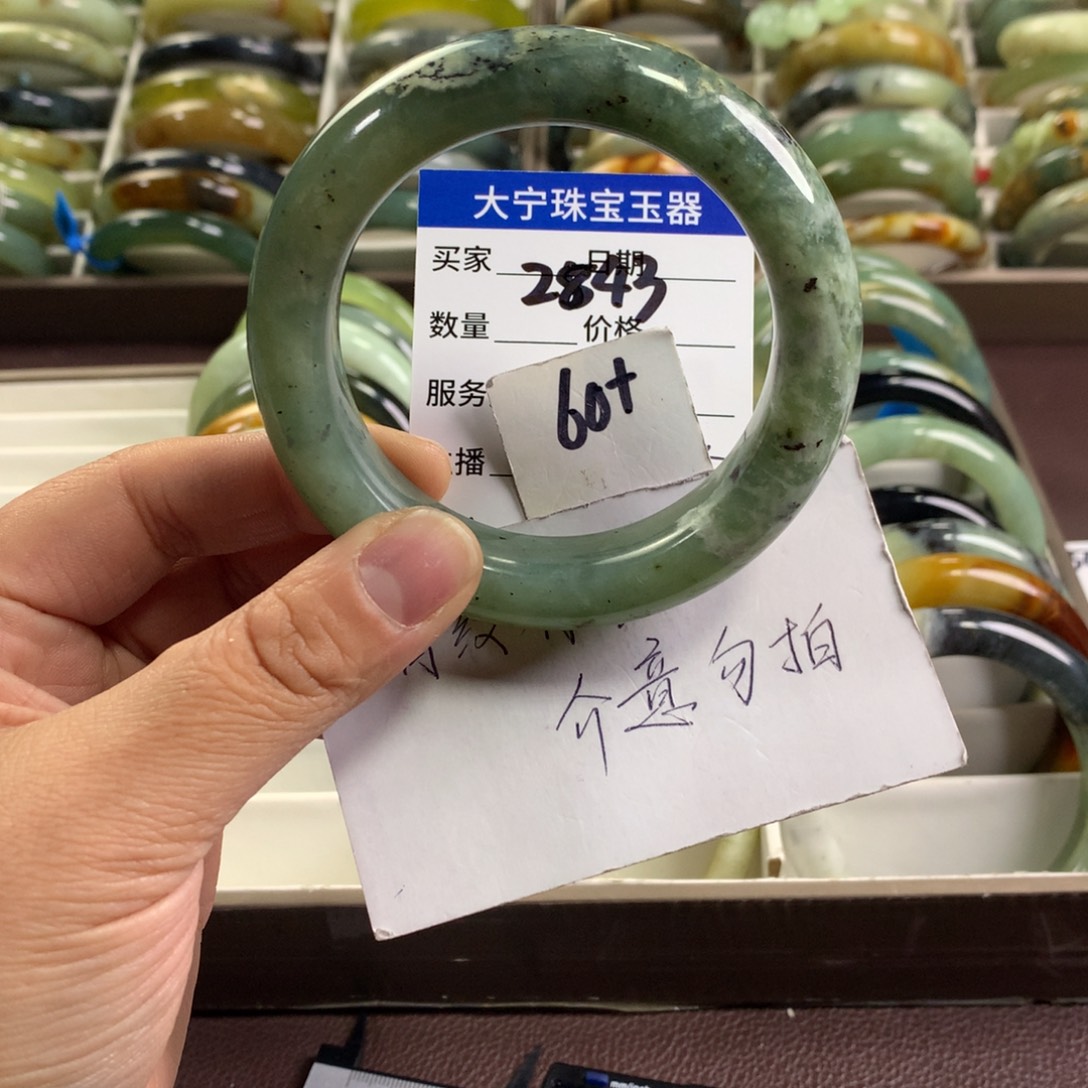 大宁珠宝玉器
买家 日期
2843
数量 价格
服务
60+
播
纹
介意勿拍